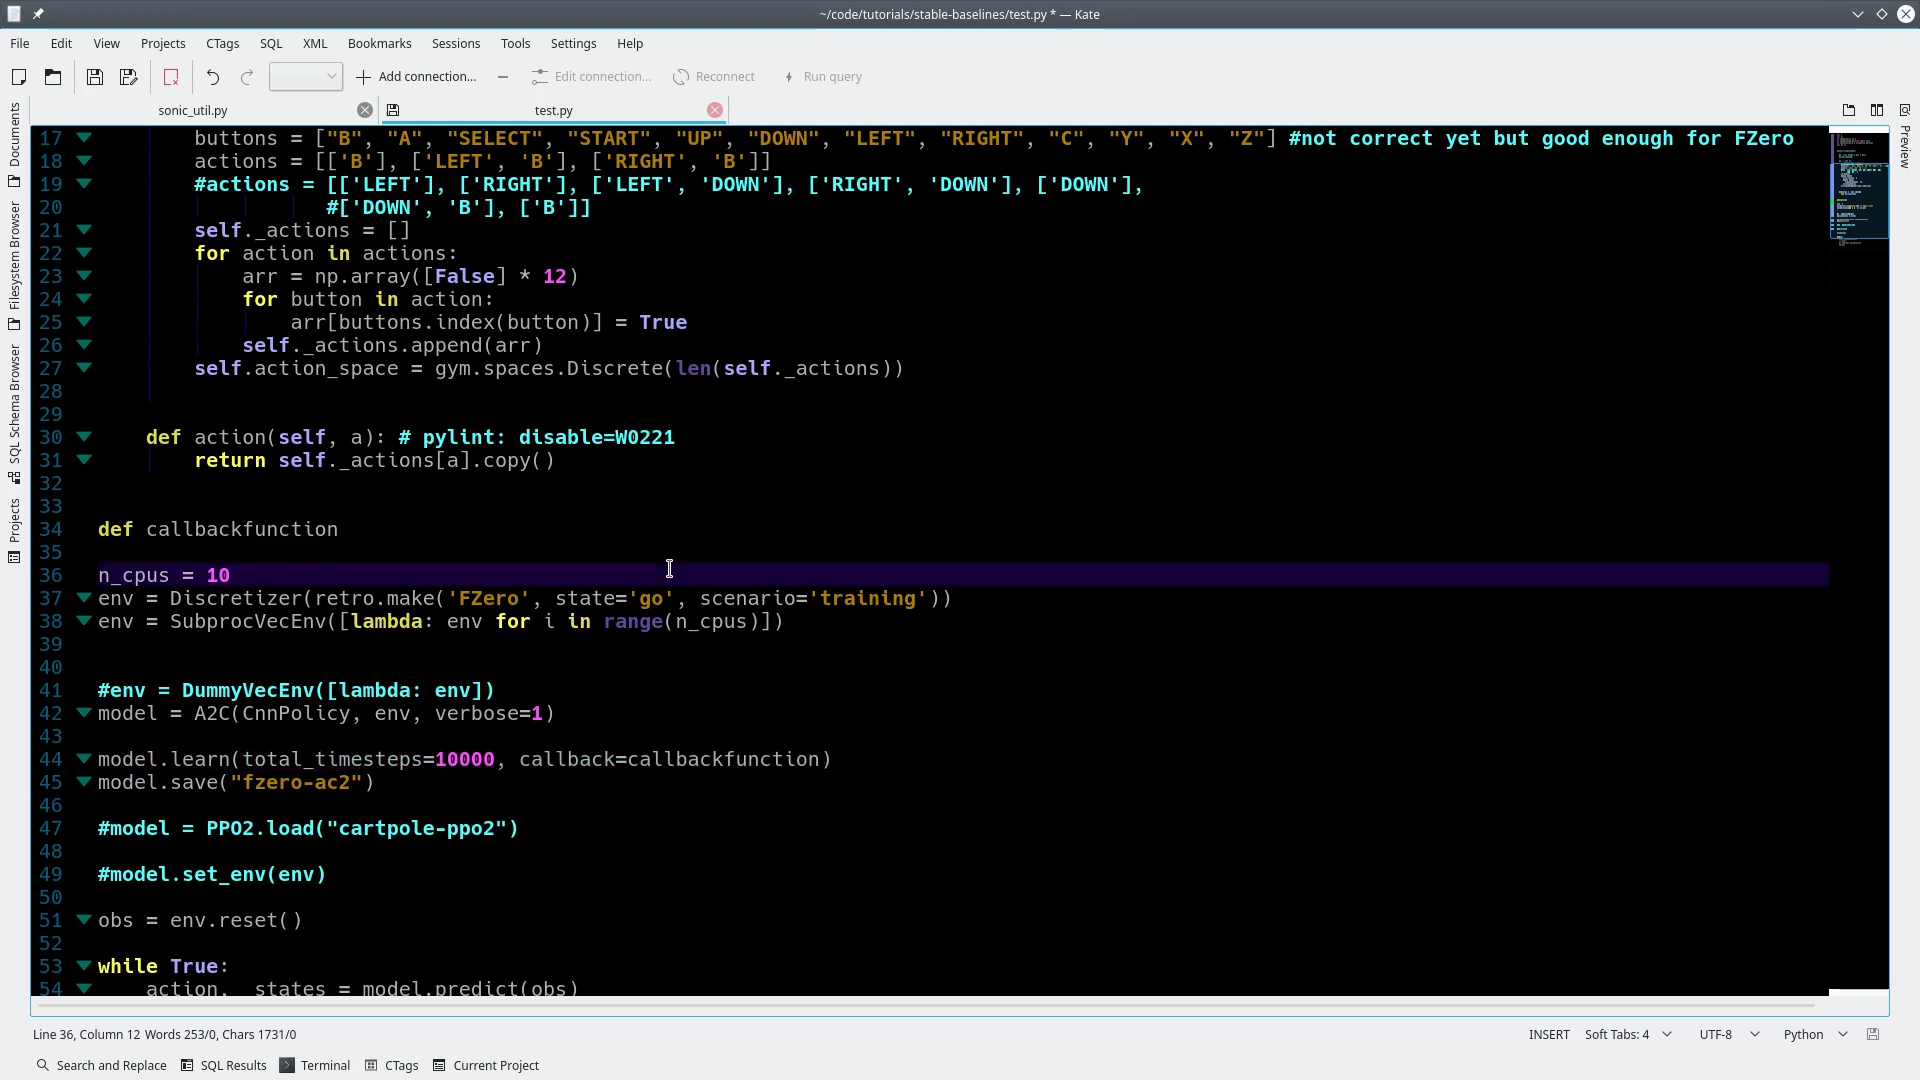 ~/code/tutorials/stable-baselines/test.py * — Kate
File Edit View Projects CTags SQL XML Bookmarks Sessions Tools Settings Help
Add connection... Edit connection... Reconnect Run query
sonic_util.py test.py
Documents
Filesystem Browser
SQL Schema Browser
Projects
Preview
17 buttons = ["B", "A", "SELECT", "START", "UP", "DOWN", "LEFT", "RIGHT", "C", "Y", "X", "Z"] #not correct yet but good enough for FZero
18 actions = [['B'], ['LEFT', 'B'], ['RIGHT', 'B']]
19 #actions = [['LEFT'], ['RIGHT'], ['LEFT', 'DOWN'], ['RIGHT', 'DOWN'], ['DOWN'],
20 #['DOWN', 'B'], ['B']]
21 self._actions = []
22 for action in actions:
23 arr = np.array([False] * 12)
24 for button in action:
25 arr[buttons.index(button)] = True
26 self._actions.append(arr)
27 self.action_space = gym.spaces.Discrete(len(self._actions))
28
29
30 def action(self, a): # pylint: disable=W0221
31 return self._actions[a].copy()
32
33
34 def callbackfunction
35
36 n_cpus = 10
37 env = Discretizer(retro.make('FZero', state='go', scenario='training'))
38 env = SubprocVecEnv([lambda: env for i in range(n_cpus)])
39
40
41 #env = DummyVecEnv([lambda: env])
42 model = A2C(CnnPolicy, env, verbose=1)
43
44 model.learn(total_timesteps=10000, callback=callbackfunction)
45 model.save("fzero-ac2")
46
47 #model = PPO2.load("cartpole-ppo2")
48
49 #model.set_env(env)
50
51 obs = env.reset()
52
53 while True:
54 action, _states = model.predict(obs)
Line 36, Column 12 Words 253/0, Chars 1731/0 INSERT Soft Tabs: 4 UTF-8 Python
Search and Replace SQL Results Terminal CTags Current Project